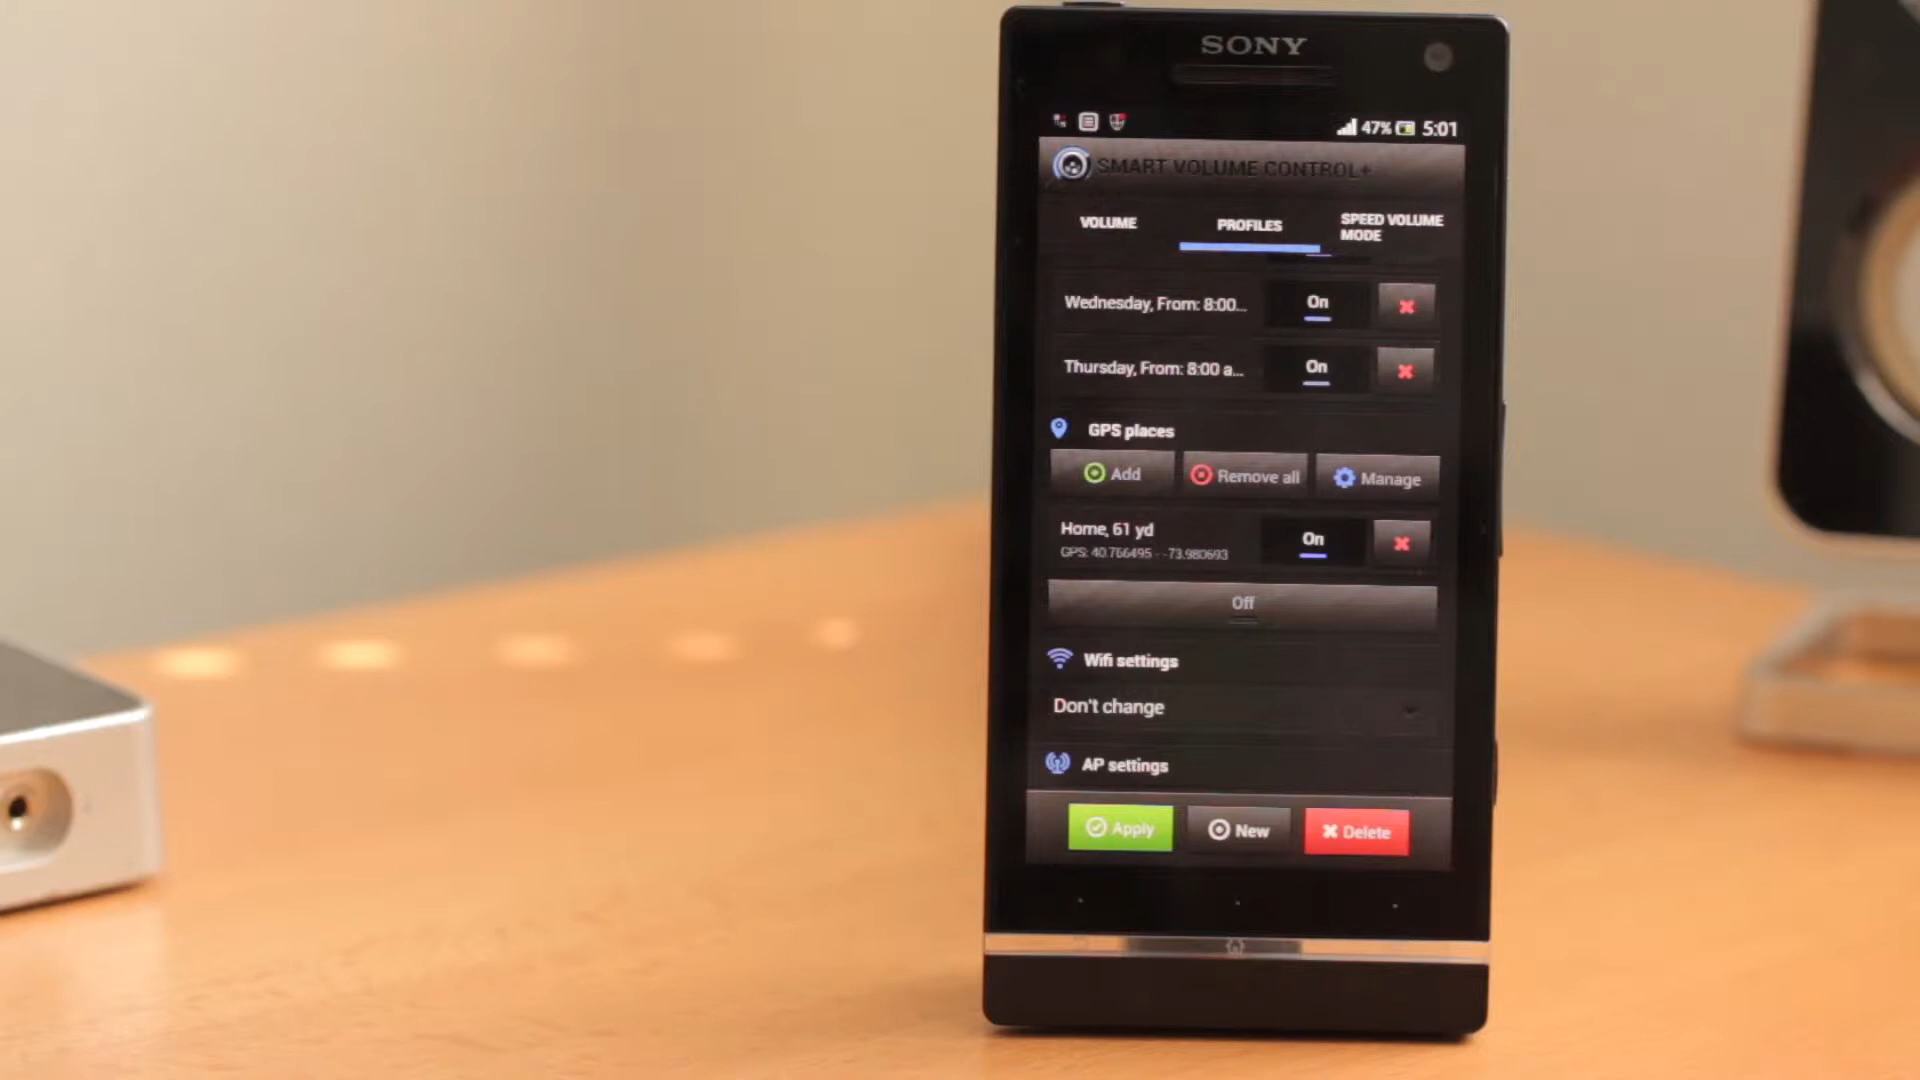 SONY
47% 5:01
SMART VOLUME CONTROL+
VOLUME
PROFILES
SPEED VOLUME
MODE
Wednesday, From: 8:00...
On
Thursday, From: 8:00 a...
On
GPS places
Add
Remove all
Manage
Home, 61 yd
GPS: 40.766495 - -73.980693
On
Off
Wifi settings
Don't change
AP settings
Apply
New
Delete